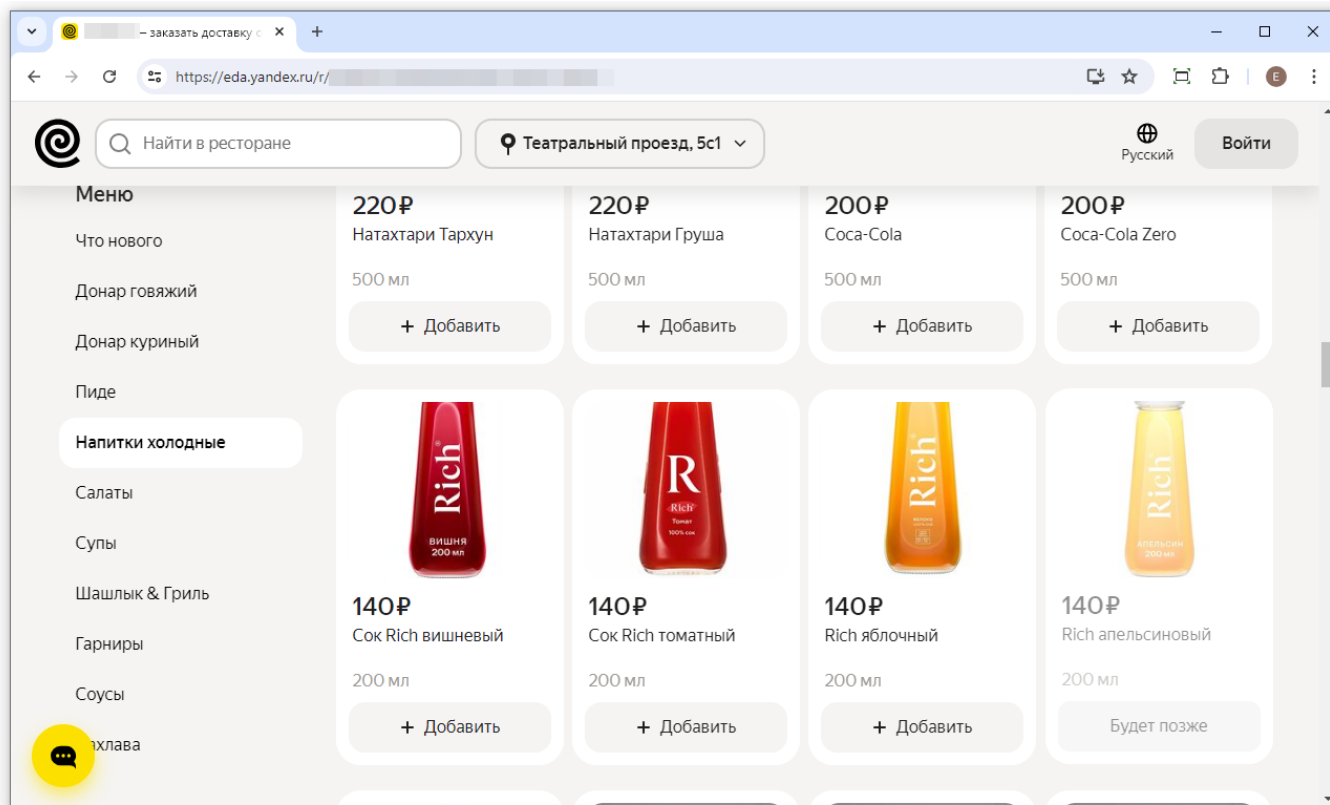 – заказать доставку с
https://eda.yandex.ru/r/
E
Найти в ресторане
Театральный проезд, 5с1
Русский
Войти
Меню
Что нового
Донар говяжий
Донар куриный
Пиде
Напитки холодные
Салаты
Супы
Шашлык & Гриль
Гарниры
Соусы
ахлава
220₽ 220₽ 200₽ 200₽
Натахтари Тархун Натахтари Груша Coca-Cola Coca-Cola Zero
500 мл 500 мл 500 мл 500 мл
+ Добавить + Добавить + Добавить + Добавить
Rich R Rich Rich
вишня Rich яблоко апельсин
200 мл Томат 200 мл
100% сок
140₽ 140₽ 140₽ 140₽
Сок Rich вишневый Сок Rich томатный Rich яблочный Rich апельсиновый
200 мл 200 мл 200 мл 200 мл
+ Добавить + Добавить + Добавить Будет позже